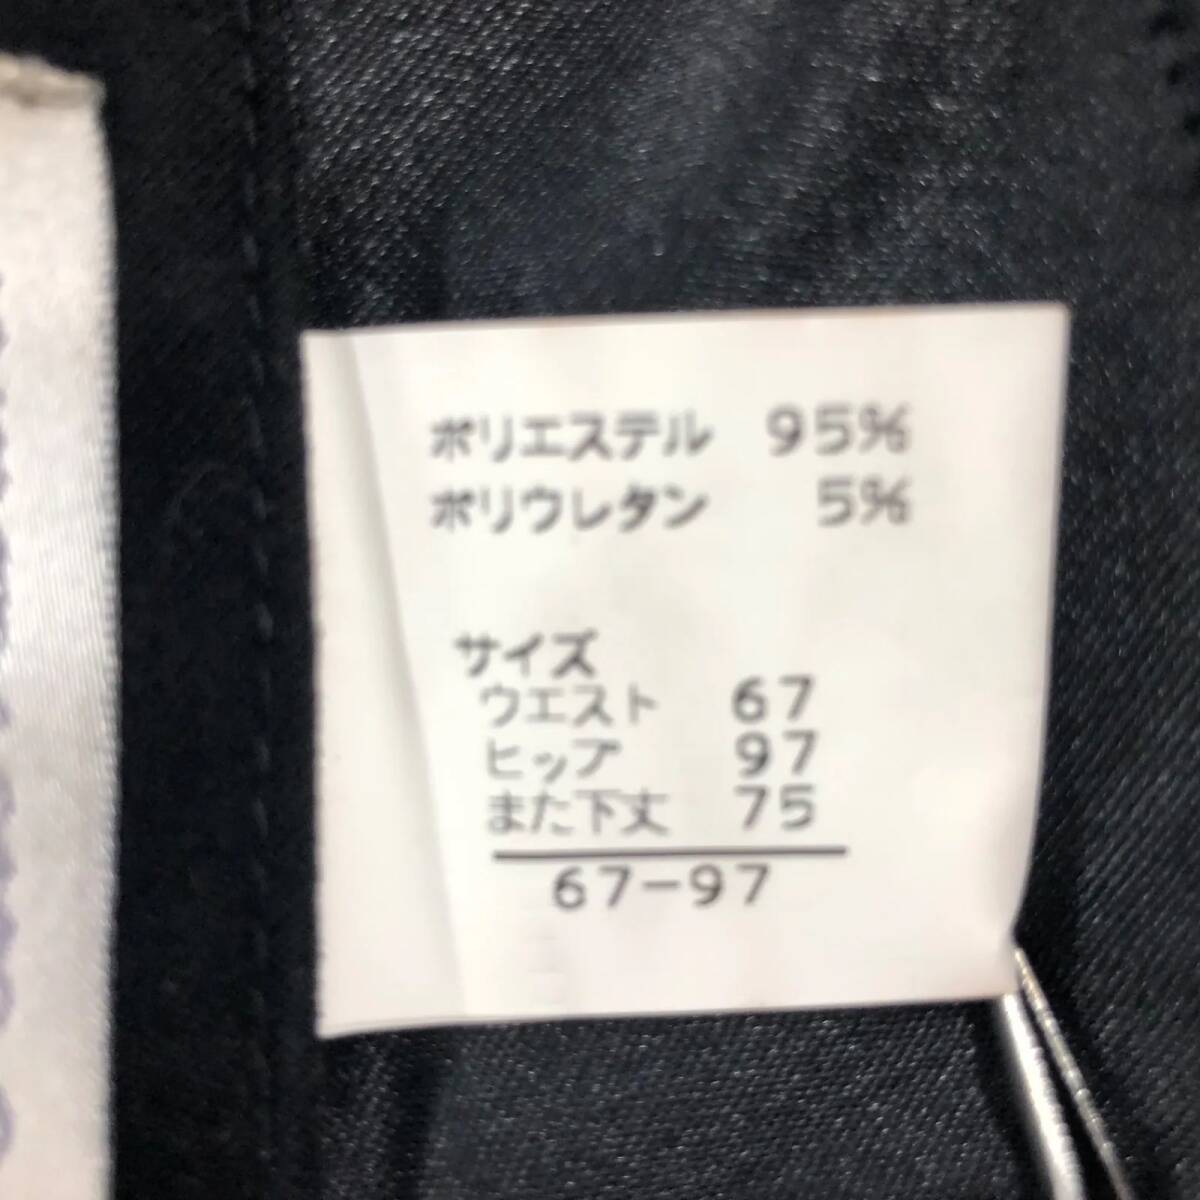 ポリエステル 95%
ポリウレタン 5%
サイズ
ウエスト 67
ヒップ 97
また下丈 75
67-97